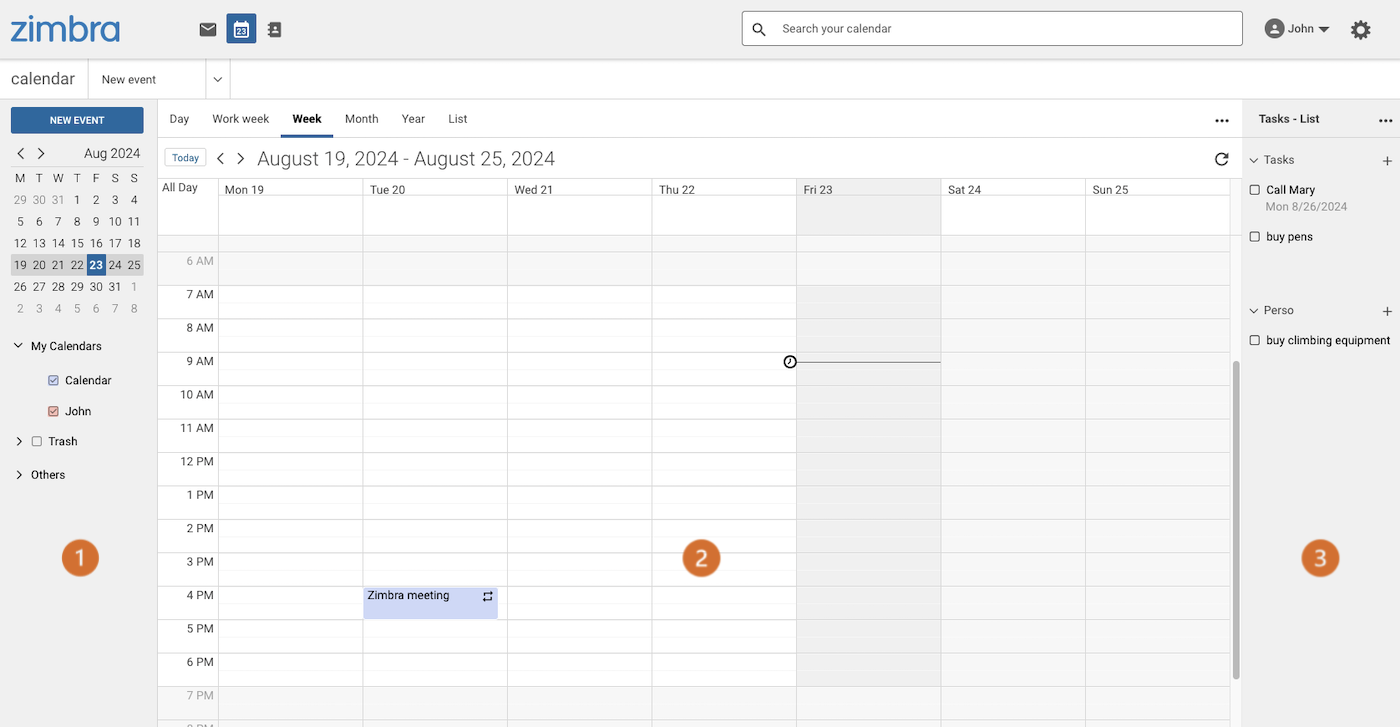 zimbra
23
Search your calendar
John
calendar
New event
NEW EVENT
Aug 2024
M T W T F S S
29 30 31 1 2 3 4
5 6 7 8 9 10 11
12 13 14 15 16 17 18
19 20 21 22 23 24 25
26 27 28 29 30 31 1
2 3 4 5 6 7 8
My Calendars
Calendar
John
Trash
Others
1
Day Work week Week Month Year List
Today
August 19, 2024 - August 25, 2024
All Day Mon 19 Tue 20 Wed 21 Thu 22 Fri 23 Sat 24 Sun 25
6 AM
7 AM
8 AM
9 AM
10 AM
11 AM
12 PM
1 PM
2 PM
3 PM
4 PM
Zimbra meeting
5 PM
6 PM
7 PM
2
Tasks - List
Tasks
Call Mary
Mon 8/26/2024
buy pens
Perso
buy climbing equipment
3